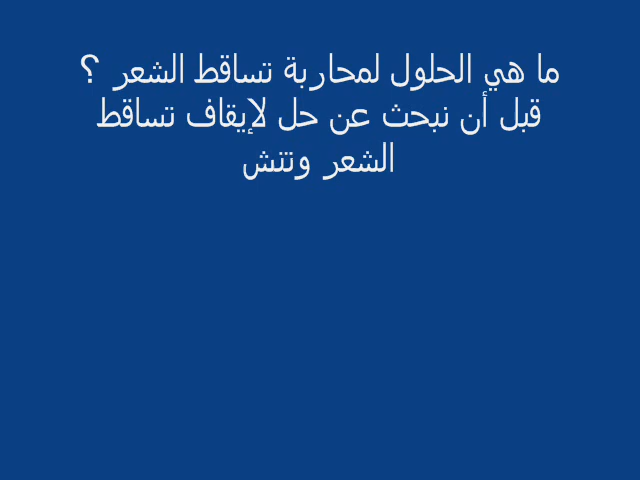 ما هي الحلول لمحاربة تساقط الشعر ؟
قبل أن نبحث عن حل لإيقاف تساقط
الشعر وتتش